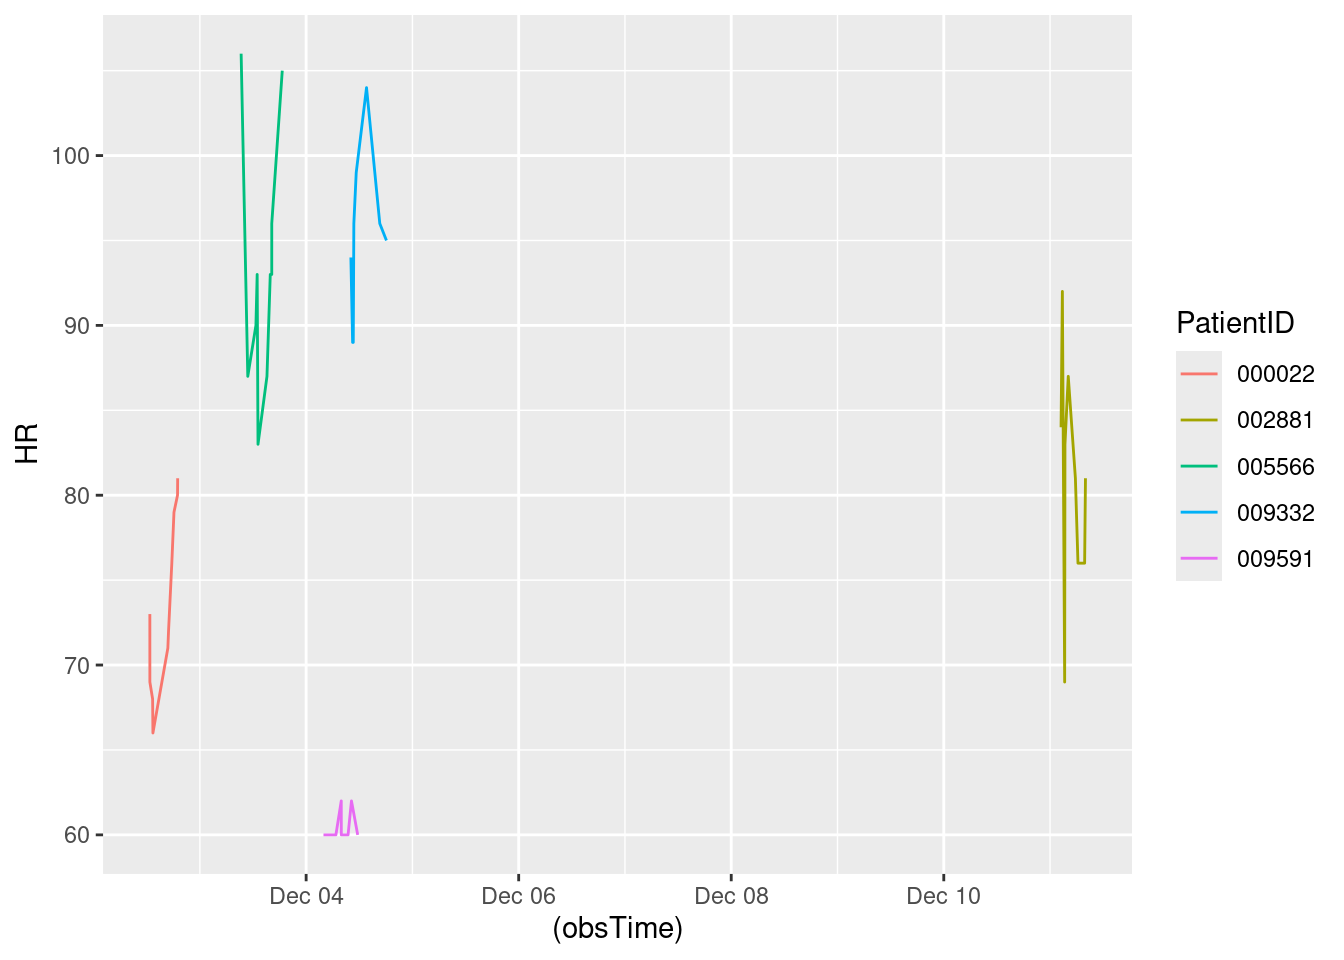 HR
100
90
80
70
60
Dec 04
Dec 06
Dec 08
Dec 10
(obsTime)
PatientID
000022
002881
005566
009332
009591